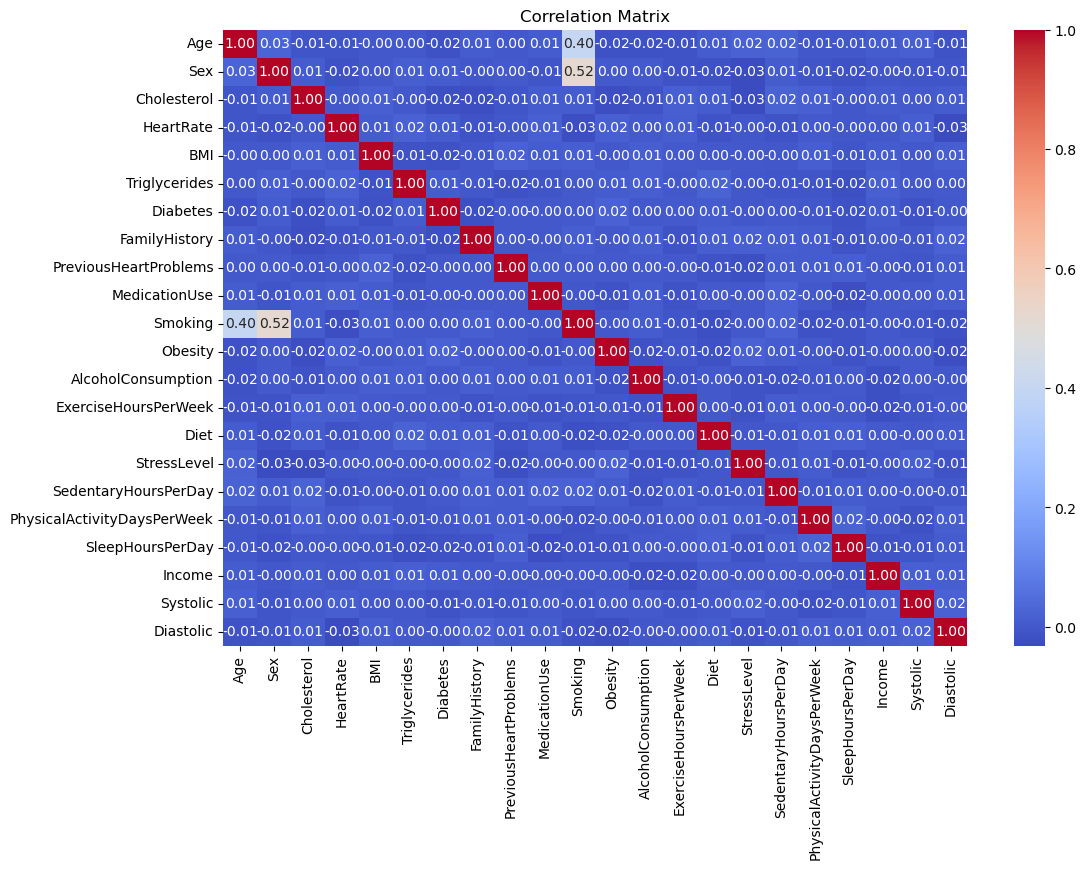 Correlation Matrix
Age 1.00 0.03 -0.01 -0.01 -0.00 0.00 -0.02 0.01 0.00 0.01 0.40 -0.02 -0.02 -0.01 0.01 0.02 0.02 -0.01 -0.01 0.01 0.01 -0.01
Sex 0.03 1.00 0.01 -0.02 0.00 0.01 0.01 -0.00 0.00 -0.01 0.52 0.00 0.00 -0.01 -0.02 -0.03 0.01 -0.01 -0.02 -0.00 -0.01 -0.01
Cholesterol -0.01 0.01 1.00 -0.00 0.01 -0.00 -0.02 -0.02 -0.01 0.01 0.01 -0.02 -0.01 0.01 0.01 -0.03 0.02 0.01 -0.00 0.01 0.00 0.01
HeartRate -0.01 -0.02 -0.00 1.00 0.01 0.02 0.01 -0.01 -0.00 0.01 -0.03 0.02 0.00 0.01 -0.01 -0.00 -0.01 0.00 -0.00 0.00 0.01 -0.03
BMI -0.00 0.00 0.01 0.01 1.00 -0.01 -0.02 -0.01 0.02 0.01 0.01 -0.00 0.01 0.00 0.00 -0.00 -0.00 0.01 -0.01 0.01 0.00 0.01
Triglycerides 0.00 0.01 -0.00 0.02 -0.01 1.00 0.01 -0.01 -0.02 -0.01 0.00 0.01 0.01 -0.00 0.02 -0.00 -0.01 -0.01 -0.02 0.01 0.00 0.00
Diabetes -0.02 0.01 -0.02 0.01 -0.02 0.01 1.00 -0.02 -0.00 -0.00 0.00 0.02 0.00 0.00 0.01 -0.00 0.00 -0.01 -0.02 0.01 -0.01 -0.00
FamilyHistory 0.01 -0.00 -0.02 -0.01 -0.01 -0.01 -0.02 1.00 0.00 -0.00 0.01 -0.00 0.01 -0.01 0.01 0.02 0.01 0.01 -0.01 0.00 -0.01 0.02
PreviousHeartProblems 0.00 0.00 -0.01 -0.00 0.02 -0.02 -0.00 0.00 1.00 0.00 0.00 0.00 0.00 -0.00 -0.01 -0.02 0.01 0.01 0.01 -0.00 -0.01 0.01
MedicationUse 0.01 -0.01 0.01 0.01 0.01 -0.01 -0.00 -0.00 0.00 1.00 -0.00 -0.01 0.01 -0.01 0.00 -0.00 0.02 -0.00 -0.02 -0.00 0.00 0.01
Smoking 0.40 0.52 0.01 -0.03 0.01 0.00 0.00 0.01 0.00 -0.00 1.00 -0.00 0.01 -0.01 -0.02 -0.00 0.02 -0.02 -0.01 -0.00 -0.01 -0.02
Obesity -0.02 0.00 -0.02 0.02 -0.00 0.01 0.02 -0.00 0.00 -0.01 -0.00 1.00 -0.02 -0.01 -0.02 0.02 0.01 -0.00 -0.01 -0.00 0.00 -0.02
AlcoholConsumption -0.02 0.00 -0.01 0.00 0.01 0.01 0.00 0.01 0.00 0.01 0.01 -0.02 1.00 -0.01 -0.00 -0.01 -0.02 -0.01 0.00 -0.02 0.00 -0.00
ExerciseHoursPerWeek -0.01 -0.01 0.01 0.01 0.00 -0.00 0.00 -0.01 -0.00 -0.01 -0.01 -0.01 -0.01 1.00 0.00 -0.01 0.01 0.00 -0.00 -0.02 -0.01 -0.00
Diet 0.01 -0.02 0.01 -0.01 0.00 0.02 0.01 0.01 -0.01 0.00 -0.02 -0.02 -0.00 0.00 1.00 -0.01 -0.01 0.01 0.01 -0.00 -0.00 0.01
StressLevel 0.02 -0.03 -0.03 -0.00 -0.00 -0.00 -0.00 0.02 -0.02 -0.00 -0.00 0.02 -0.01 -0.01 -0.01 1.00 -0.01 0.01 -0.01 -0.00 0.02 -0.01
SedentaryHoursPerDay 0.02 0.01 0.02 -0.01 -0.00 -0.01 0.00 0.01 0.01 0.02 0.02 0.01 -0.02 0.01 -0.01 -0.01 1.00 -0.01 0.01 0.00 -0.00 -0.01
PhysicalActivityDaysPerWeek -0.01 -0.01 0.01 0.00 0.01 -0.01 -0.01 0.01 0.01 -0.00 -0.02 -0.00 -0.01 0.00 0.01 0.01 -0.01 1.00 0.02 -0.00 -0.02 0.01
SleepHoursPerDay -0.01 -0.02 -0.00 -0.00 -0.01 -0.02 -0.02 -0.01 0.01 -0.02 -0.01 -0.01 0.00 -0.00 0.01 -0.01 0.01 0.02 1.00 -0.01 -0.01 0.01
Income 0.01 -0.00 0.01 0.00 0.01 0.01 0.01 0.00 -0.00 -0.00 -0.00 -0.00 -0.02 -0.02 -0.00 -0.00 0.00 -0.00 -0.01 1.00 0.01 0.01
Systolic 0.01 -0.01 0.00 0.01 0.00 0.00 -0.01 -0.01 -0.01 0.00 -0.01 0.00 0.00 -0.01 -0.00 0.02 -0.00 -0.02 -0.01 0.01 1.00 0.02
Diastolic -0.01 -0.01 0.01 -0.03 0.01 0.00 -0.00 0.02 0.01 0.01 -0.02 -0.02 -0.00 -0.00 0.01 -0.01 -0.01 0.01 0.01 0.01 0.02 1.00
Age
Sex
Cholesterol
HeartRate
BMI
Triglycerides
Diabetes
FamilyHistory
PreviousHeartProblems
MedicationUse
Smoking
Obesity
AlcoholConsumption
ExerciseHoursPerWeek
Diet
StressLevel
SedentaryHoursPerDay
PhysicalActivityDaysPerWeek
SleepHoursPerDay
Income
Systolic
Diastolic
1.0
0.8
0.6
0.4
0.2
0.0